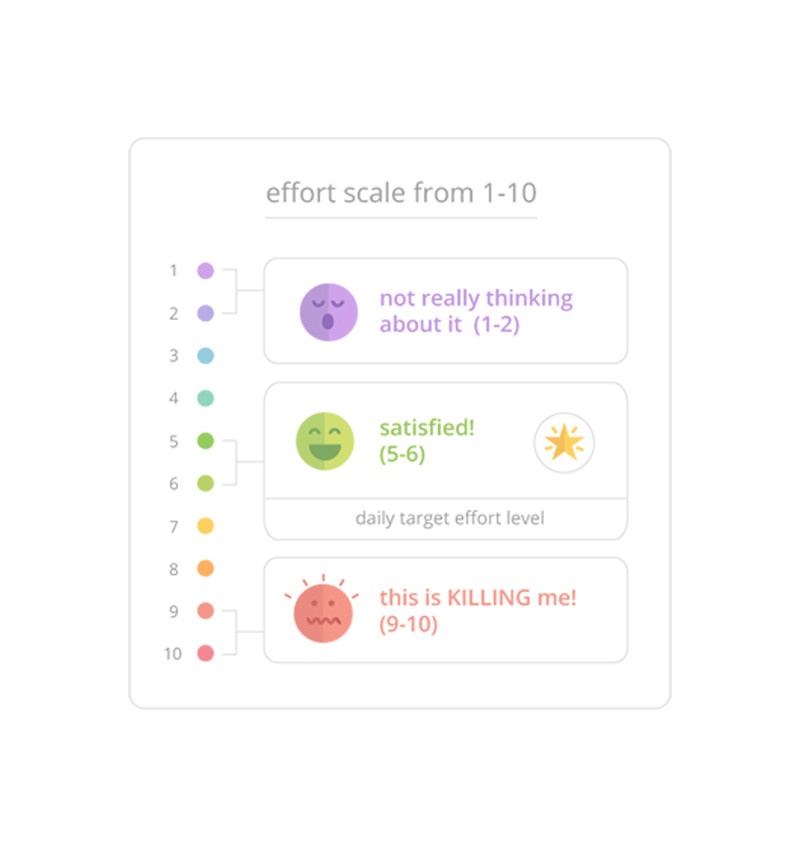 effort scale from 1-10
1
2
3
4
5
6
7
8
9
10
not really thinking
about it (1-2)
satisfied!
(5-6)
daily target effort level
this is KILLING me!
(9-10)